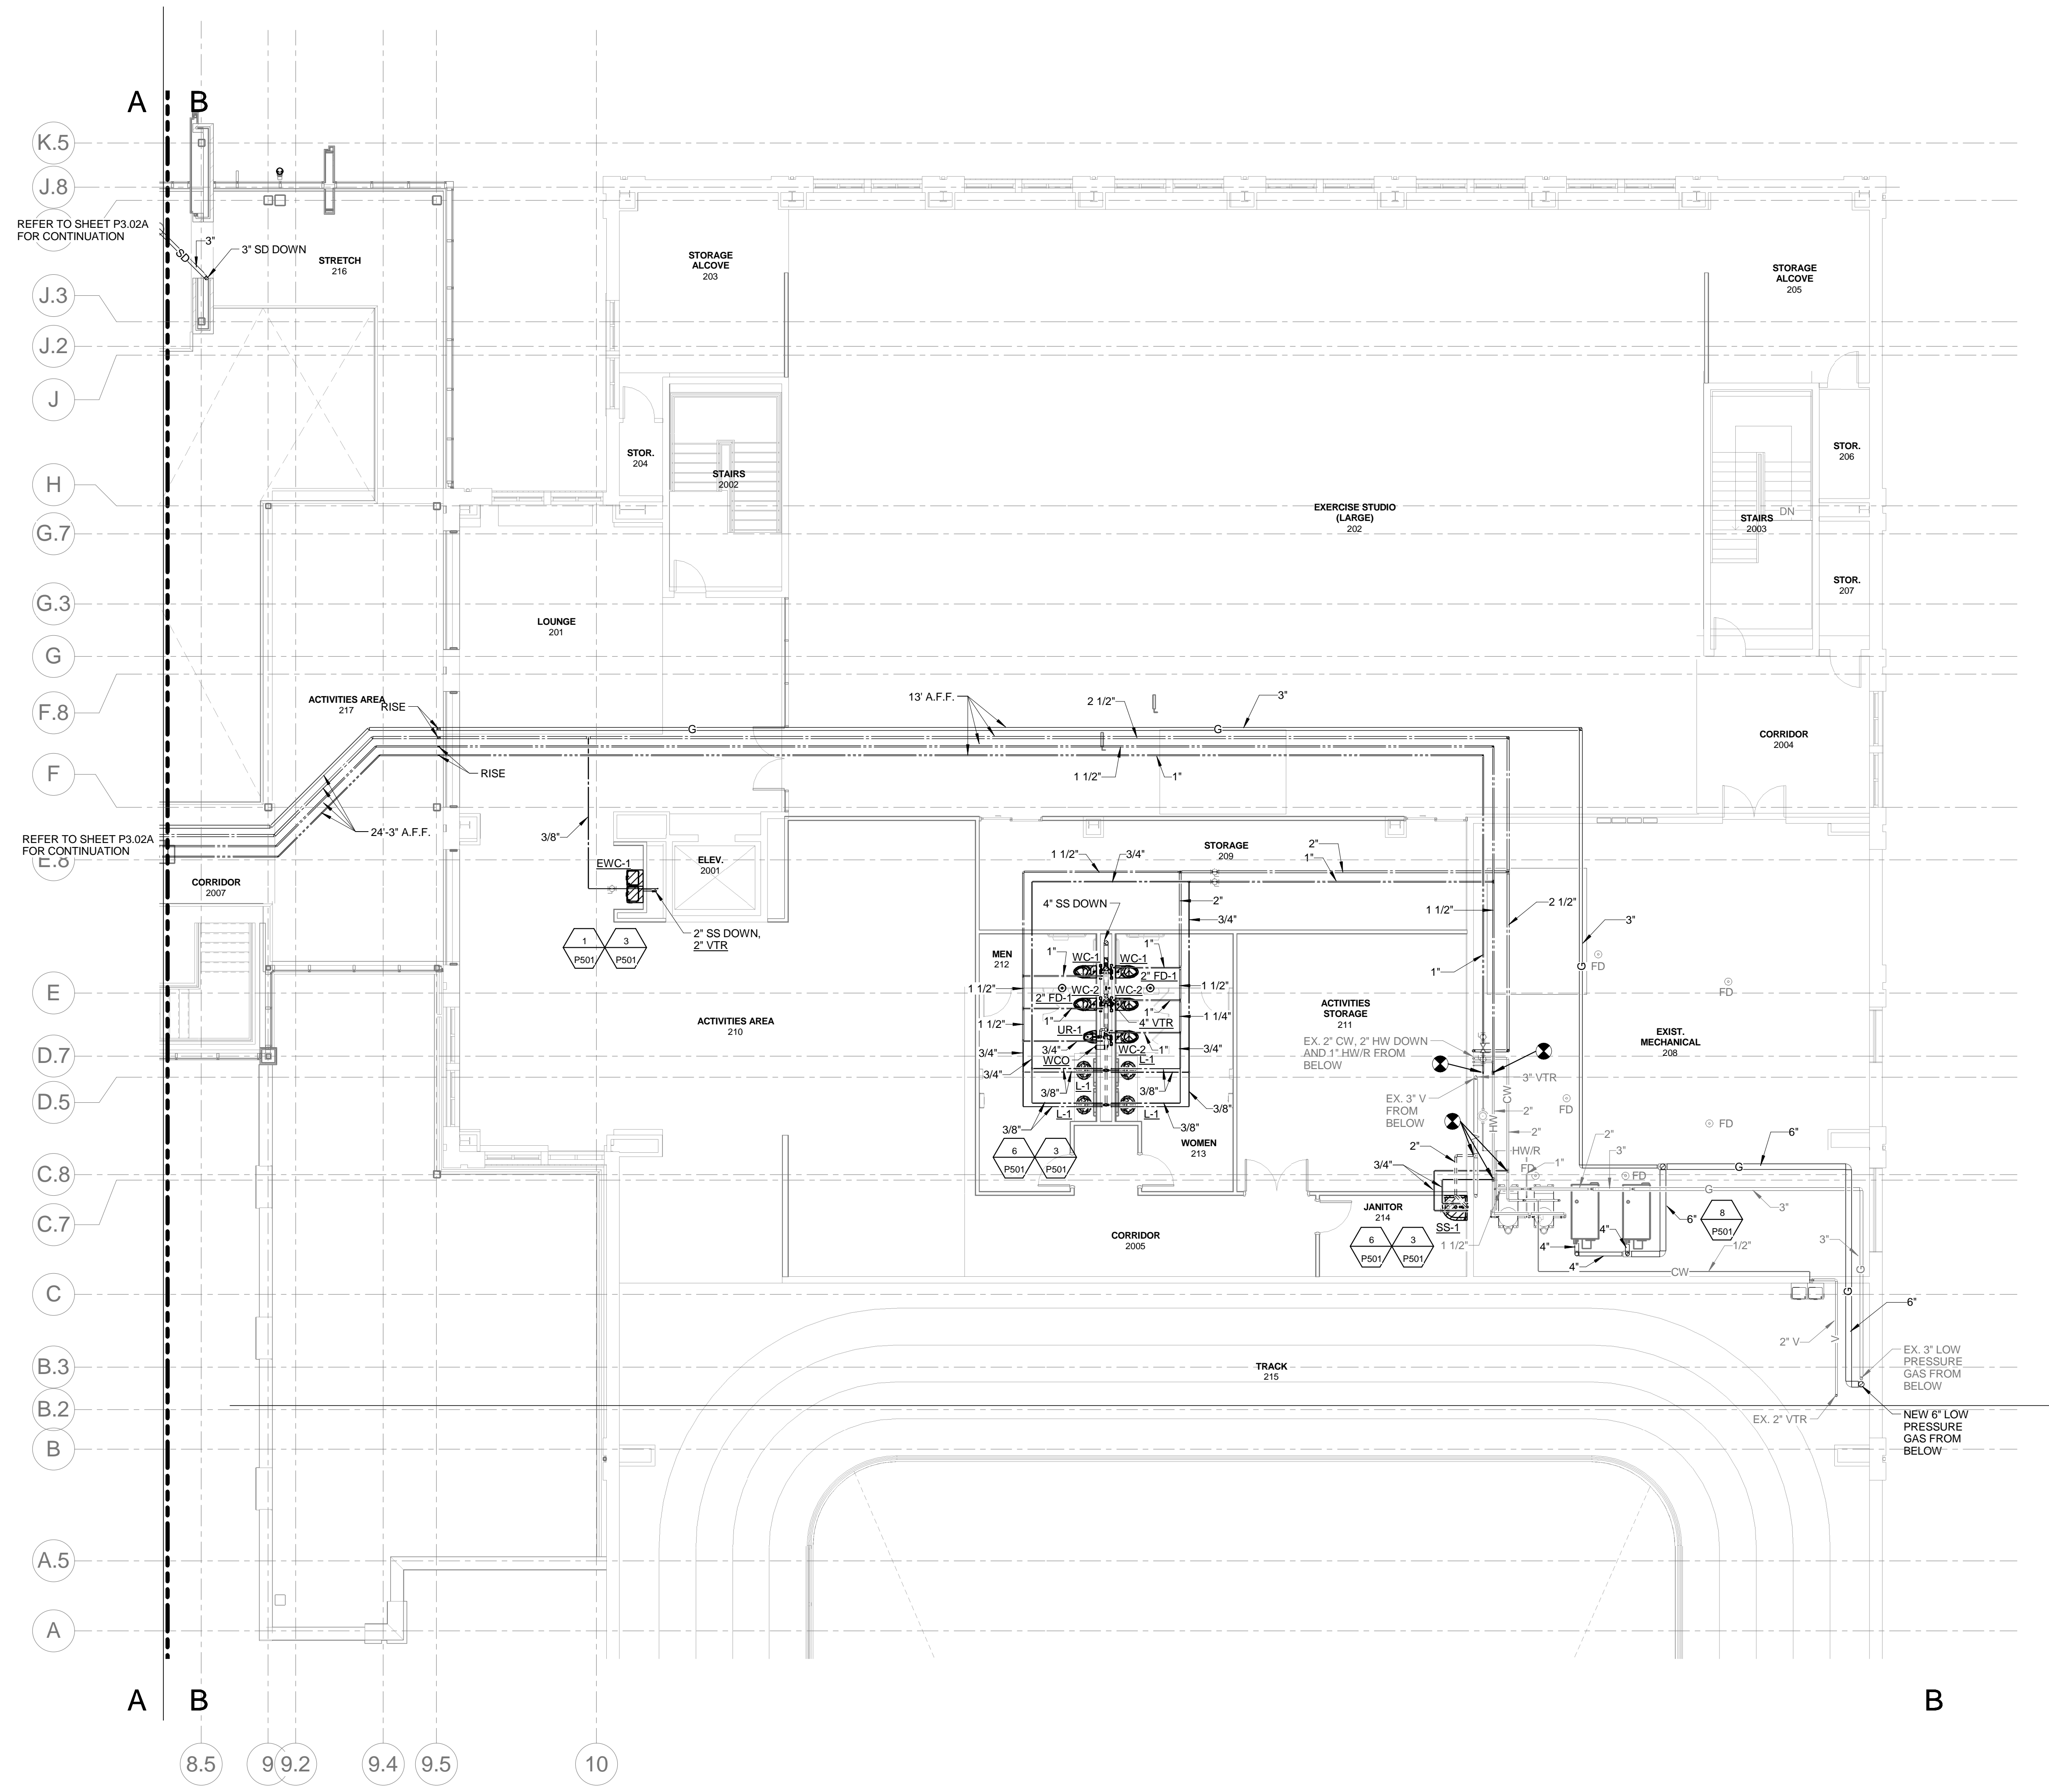 A
B
K.5
J.8
REFER TO SHEET P3.02A
FOR CONTINUATION
3"
SD
3" SD DOWN
STRETCH
216
STORAGE
ALCOVE
203
STORAGE
ALCOVE
205
J.3
J.2
J
STOR.
204
STAIRS
2002
STOR.
206
H
EXERCISE STUDIO
(LARGE)
202
DN
STAIRS
2003
G.7
G.3
STOR.
207
LOUNGE
201
G
ACTIVITIES AREA
217
RISE
13' A.F.F.
2 1/2"
3"
F.8
G
G
CORRIDOR
2004
F
RISE
1 1/2"
1"
24'-3" A.F.F.
REFER TO SHEET P3.02A
FOR CONTINUATION
E.8
3/8"
EWC-1
ELEV.
2001
STORAGE
209
2"
1"
1 1/2"
3/4"
CORRIDOR
2007
4" SS DOWN
2"
3/4"
1 1/2"
2 1/2"
3"
2" SS DOWN,
2" VTR
1
P501
3
P501
MEN
212
1"
WC-1
WC-1
1"
2" FD-1
1"
G
FD
FD
E
1 1/2"
WC-2
WC-2
1 1/2"
2" FD-1
1"
1"
4" VTR
1 1/4"
ACTIVITIES AREA
210
1 1/2"
UR-1
ACTIVITIES
STORAGE
211
EXIST.
MECHANICAL
208
D.7
3/4"
3/4"
WCO
WC-2
1"
L-1
3/4"
EX. 2" CW, 2" HW DOWN
AND 1" HW/R FROM
BELOW
3/4"
3" VTR
D.5
3/8"
L-1
3/8"
3/8"
EX. 3" V
FROM
BELOW
CW
2"
HW
FD
L-1
L-1
3/8"
3/8"
FD
6
P501
3
P501
WOMEN
213
2"
2"
HW/R
2"
6"
3/4"
FD
1"
3"
FD
G
C.8
C.7
JANITOR
214
SS-1
G
3"
6"
8
P501
CORRIDOR
2005
6
P501
3
P501
1 1/2"
4"
4"
4"
1/2"
3"
G
CW
C
G
6"
2" V
V
B.3
TRACK
215
EX. 3" LOW
PRESSURE
GAS FROM
BELOW
B.2
EX. 2" VTR
NEW 6" LOW
PRESSURE
GAS FROM
BELOW
B
A.5
A
A
B
B
8.5
9
9.2
9.4
9.5
10